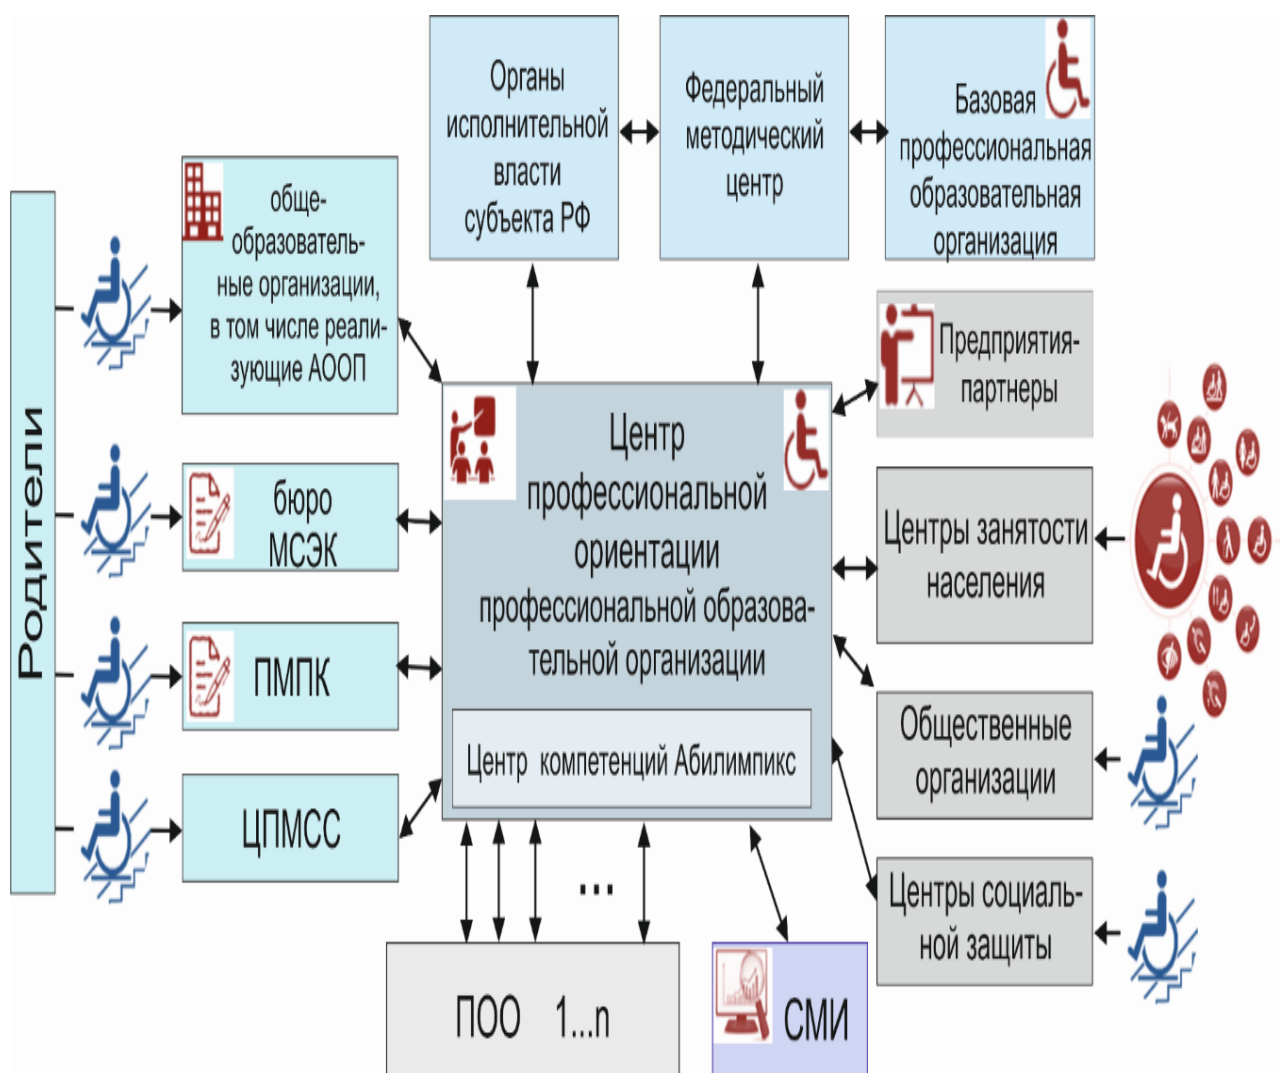 Органы
исполнительной
власти
субъекта РФ
Федеральный
методический
центр
Базовая
профессиональная
образовательная
организация
Родители
обще-
образователь-
ные организации,
в том числе реали-
зующие АООП
бюро
МСЭК
ПМПК
ЦПМСС
Центр
профессиональной
ориентации
профессиональной образова-
тельной организации
Центр компетенций Абилимпикс
Предприятия-
партнеры
Центры занятости
населения
Общественные
организации
Центры социаль-
ной защиты
...
ПОО 1...n
СМИ